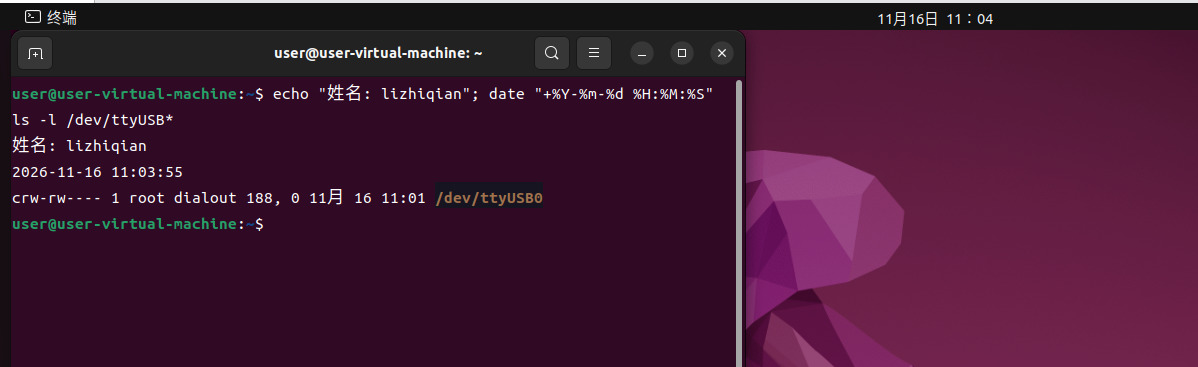 终端
11月16日 11：04
user@user-virtual-machine: ~
user@user-virtual-machine:~$ echo "姓名: lizhiqian"; date "+%Y-%m-%d %H:%M:%S"
ls -l /dev/ttyUSB*
姓名: lizhiqian
2026-11-16 11:03:55
crw-rw---- 1 root dialout 188, 0 11月 16 11:01 /dev/ttyUSB0
user@user-virtual-machine:~$